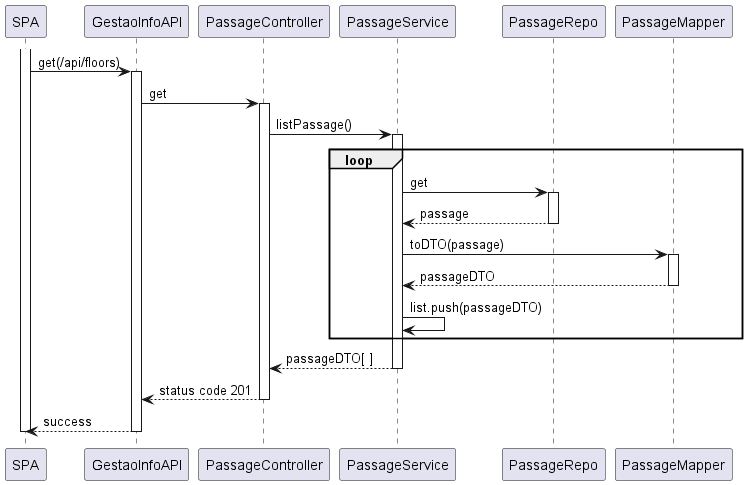 SPA GestaoInfoAPI PassageController PassageService PassageRepo PassageMapper
get(/api/floors)
get
listPassage()
loop
get
passage
toDTO(passage)
passageDTO
list.push(passageDTO)
passageDTO[ ]
status code 201
success
SPA GestaoInfoAPI PassageController PassageService PassageRepo PassageMapper